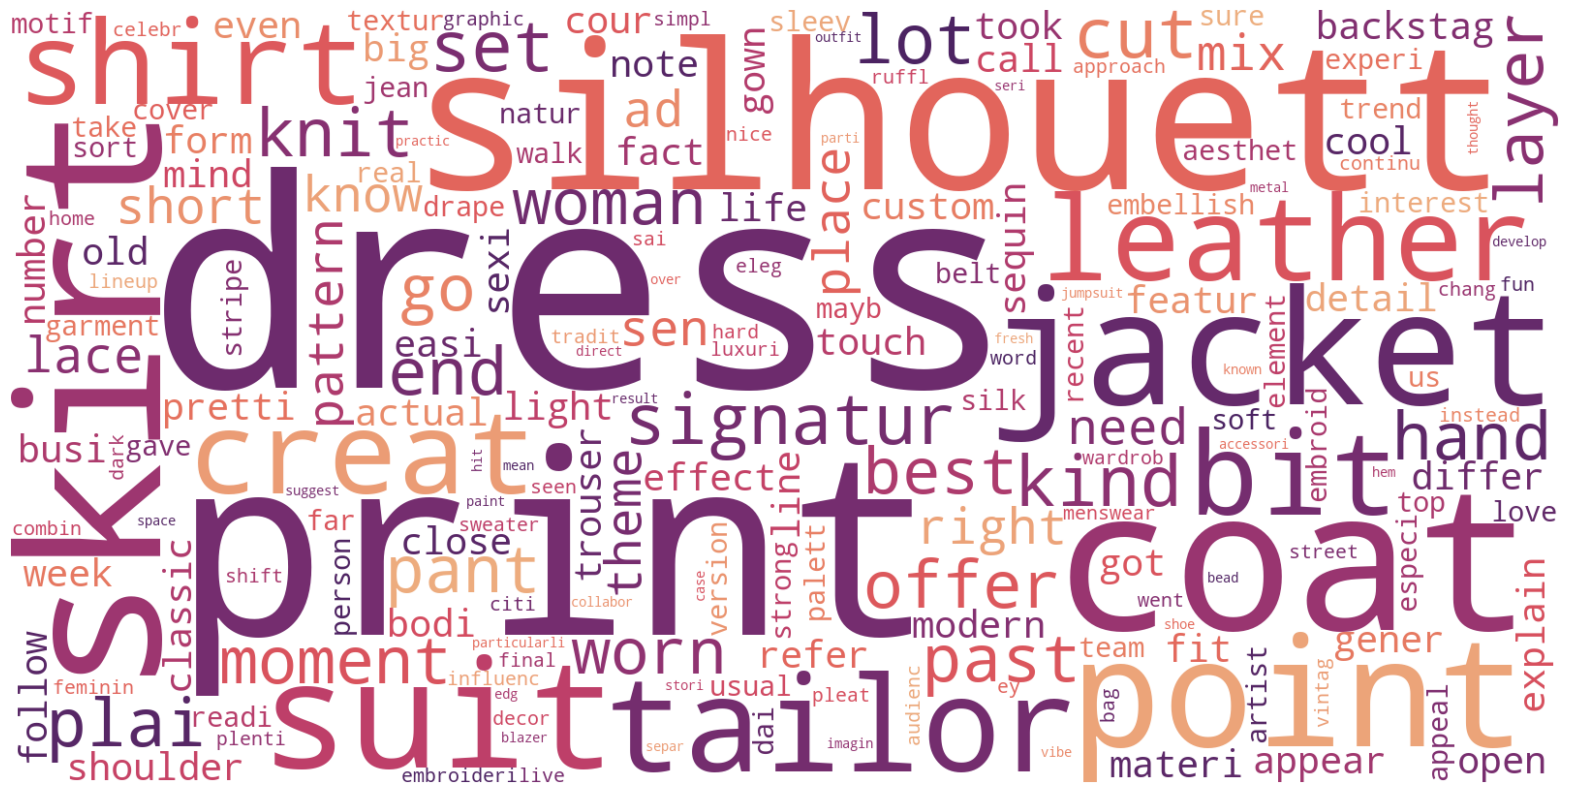 motif
celebr
even
textur
graphic
cour
simpl
outfit
lot
took
cut
sure
backstag
shirt
big
set
silhouett
note
ruffl
call
approach
mix
experi
layer
jean
gown
seri
cover
natur
ad
nice
parti
trend
thought
take
sort
form
knit
practic
walk
fact
place
aesthet
cool
continu
mind
real
skirt
short
know
drape
woman
life
custom
sequin
metal
embellish
interest
number
home
old
pattern
sexi
sai
over
eleg
belt
leather
develop
lineup
stripe
dress
go
garment
tradit
direct
sen
hard
luxuri
mayb
touch
jumpsuit
featur
detail
chang
fun
lace
easi
end
jacket
fresh
word
recent
known
element
us
pretti
actual
light
result
signatur
silk
need
soft
embroid
instead
hand
busi
gave
dark
creat
hit
mean
trouser
theme
effect
best
kind
wardrob
accessori
bit
differ
seen
suggest
paint
line
hem
combin
space
print
far
sweater
strong
right
menswear
coat
top
love
especi
week
classic
shift
person
close
pant
version
case
palett
offer
got
street
explain
citi
collabor
bead
went
bodi
modern
shoe
follow
feminin
moment
particularli
final
influenc
worn
refer
past
team
fit
gener
plai
readi
plenti
suit
edg
decor
blazer
stori
usual
dai
pleat
audienc
ey
point
bag
artist
vintag
appeal
shoulder
embroiderilive
tailor
separ
imagin
vibe
materi
appear
open